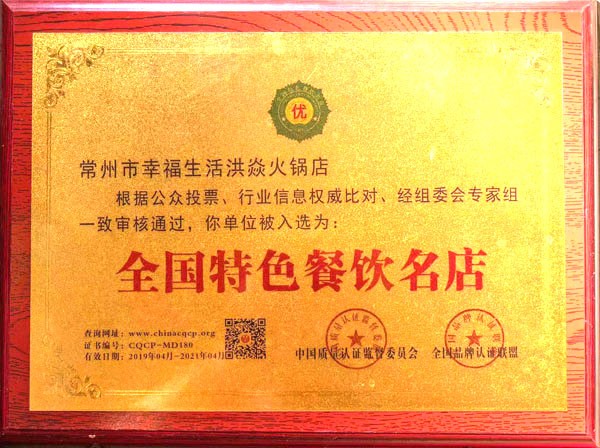 优
常州市幸福生活洪焱火锅店
根据公众投票、行业信息权威比对、经组委会专家组
一致审核通过，你单位被入选为：
全国特色餐饮名店
查询网址：www.chinacqcp.org
证书编号：CQCP-MD180
有效日期：2019年04月-2021年04月
中国质量认证监督委员会 全国品牌认证联盟